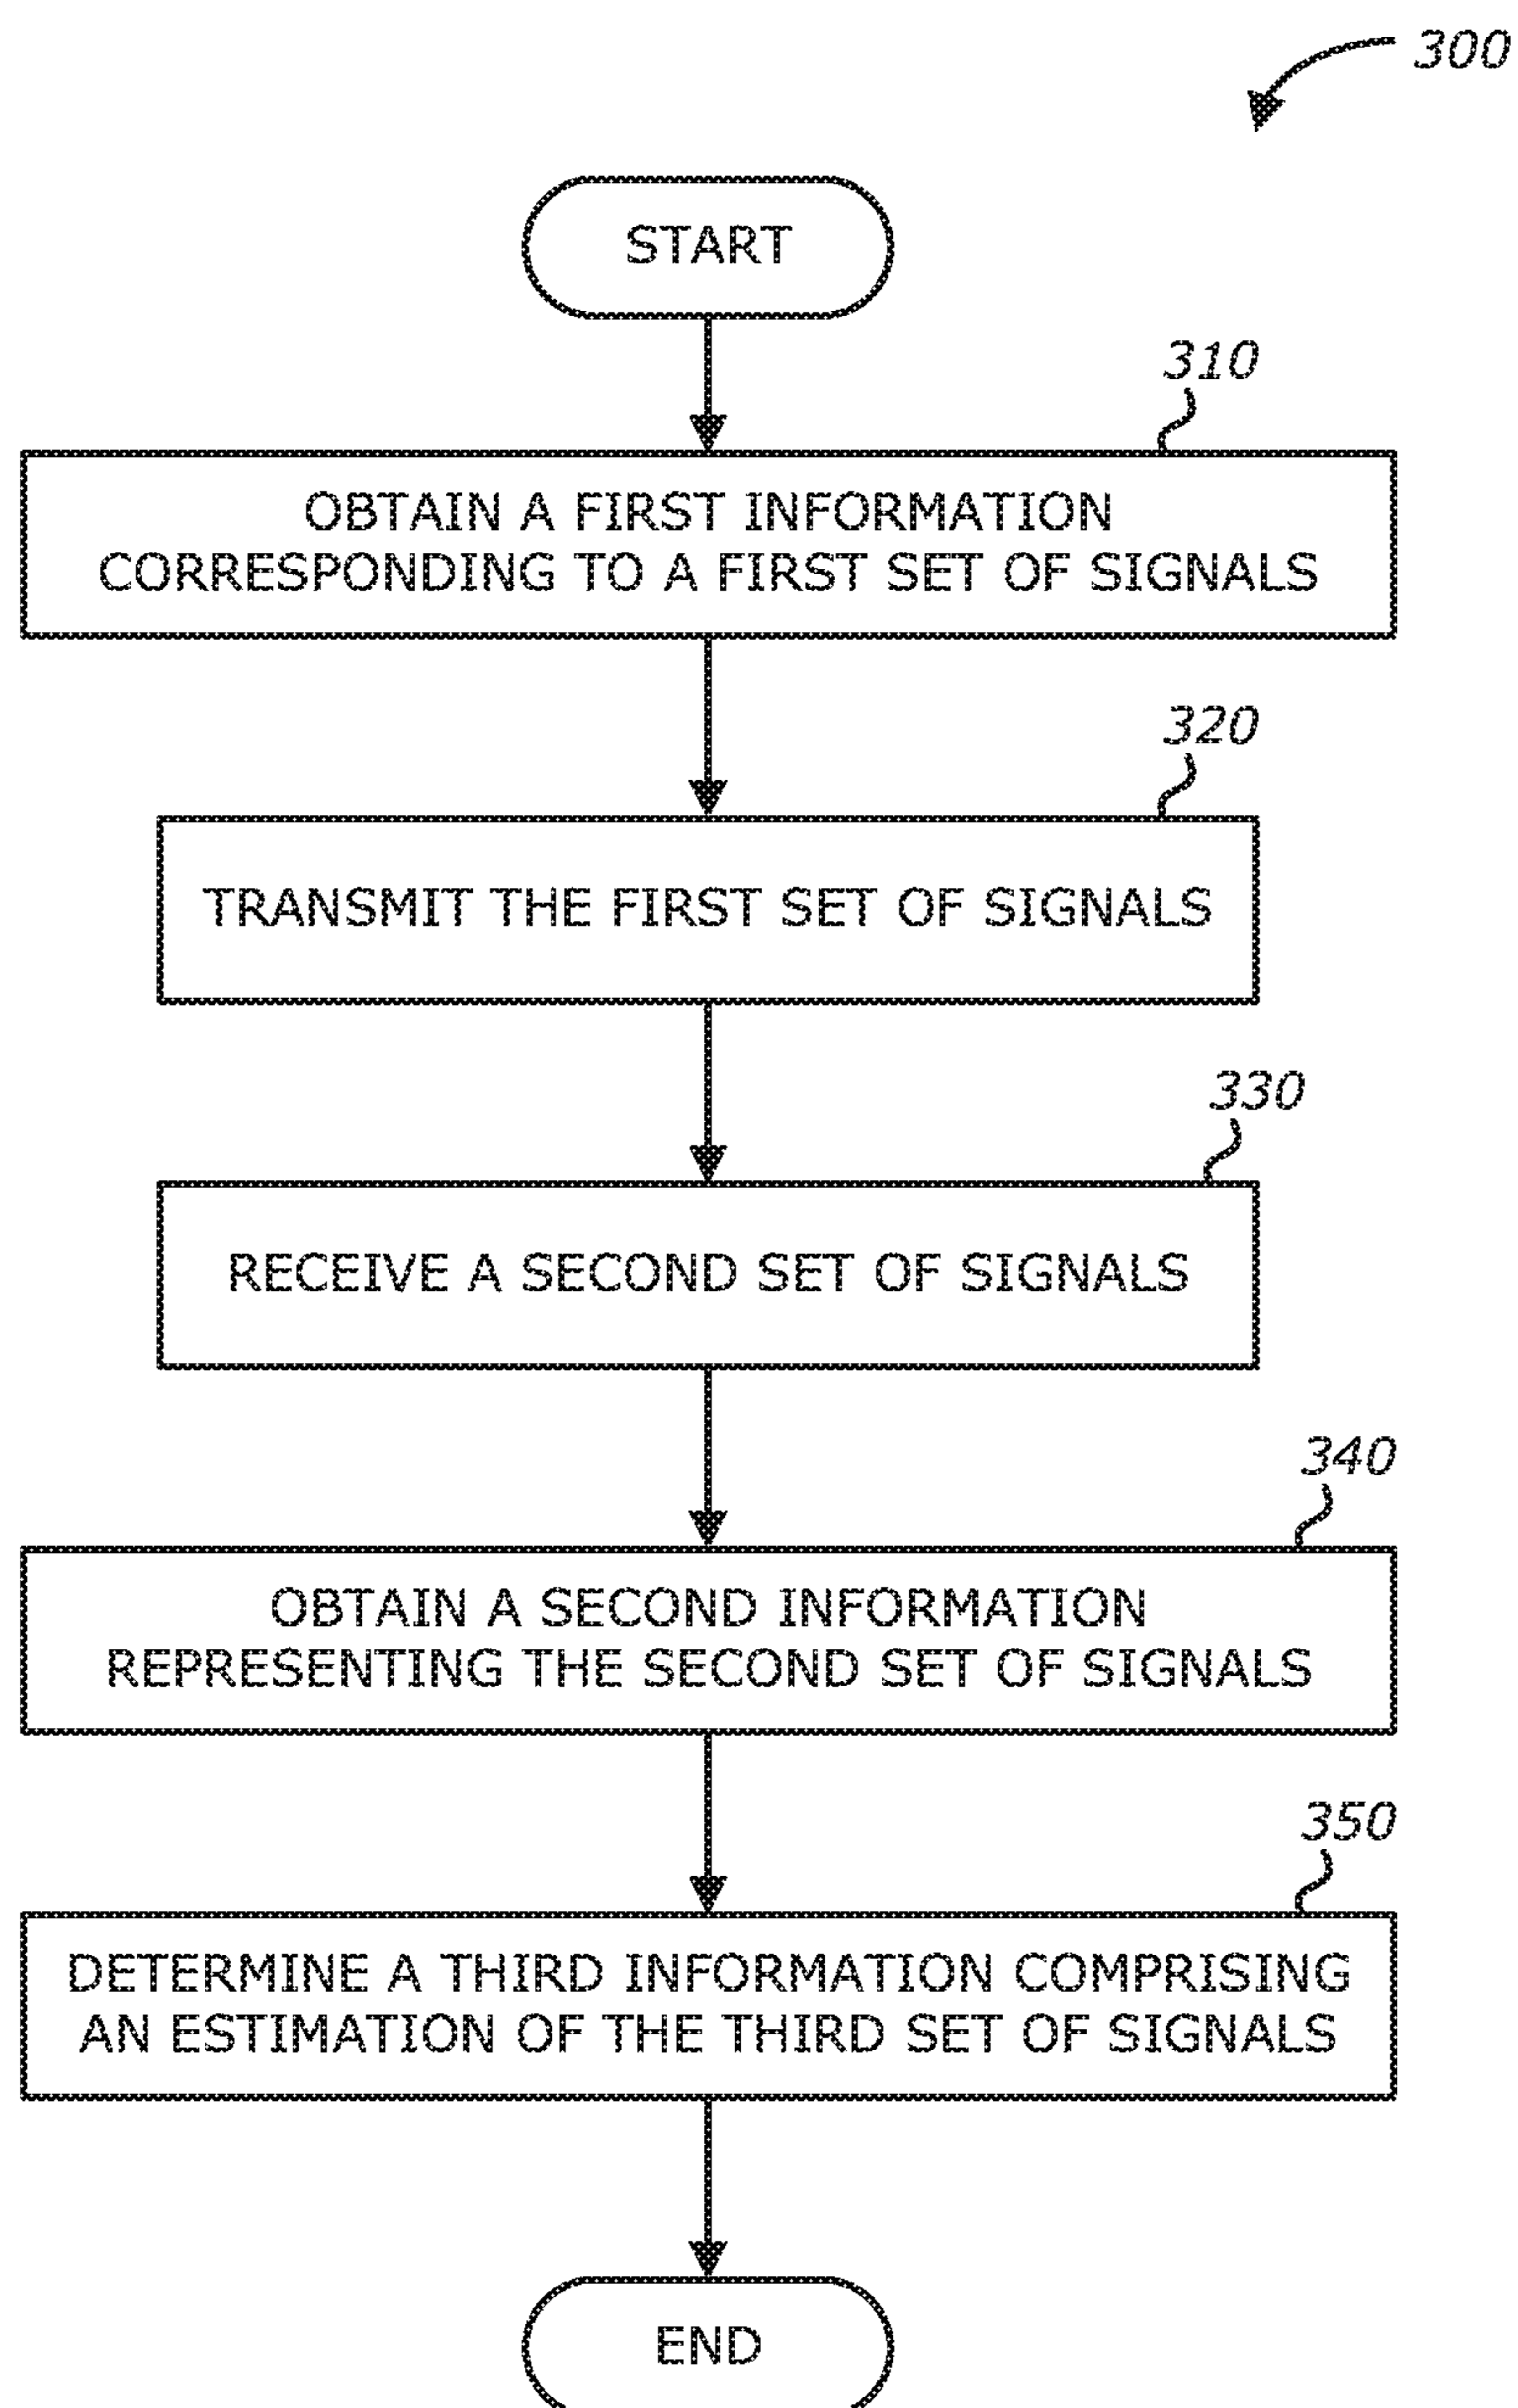 300
START
310
OBTAIN A FIRST INFORMATION
CORRESPONDING TO A FIRST SET OF SIGNALS
320
TRANSMIT THE FIRST SET OF SIGNALS
330
RECEIVE A SECOND SET OF SIGNALS
340
OBTAIN A SECOND INFORMATION
REPRESENTING THE SECOND SET OF SIGNALS
350
DETERMINE A THIRD INFORMATION COMPRISING
AN ESTIMATION OF THE THIRD SET OF SIGNALS
END